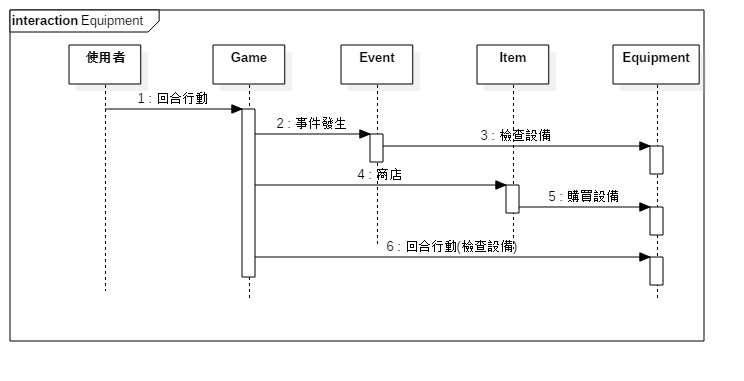 interaction Equipment
使用者 Game Event Item Equipment
1 : 回合行動
2 : 事件發生
3 : 檢查設備
4 : 商店
5 : 購買設備
6 : 回合行動(檢查設備)